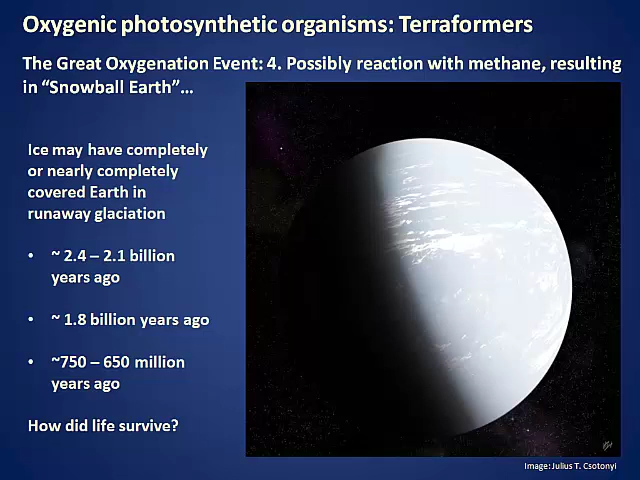 Oxygenic photosynthetic organisms: Terraformers
The Great Oxygenation Event: 4. Possibly reaction with methane, resulting
in “Snowball Earth”…
Ice may have completely
or nearly completely
covered Earth in
runaway glaciation
• ~ 2.4 – 2.1 billion
years ago
• ~ 1.8 billion years ago
• ~750 – 650 million
years ago
How did life survive?
Image: Julius T. Csotonyi